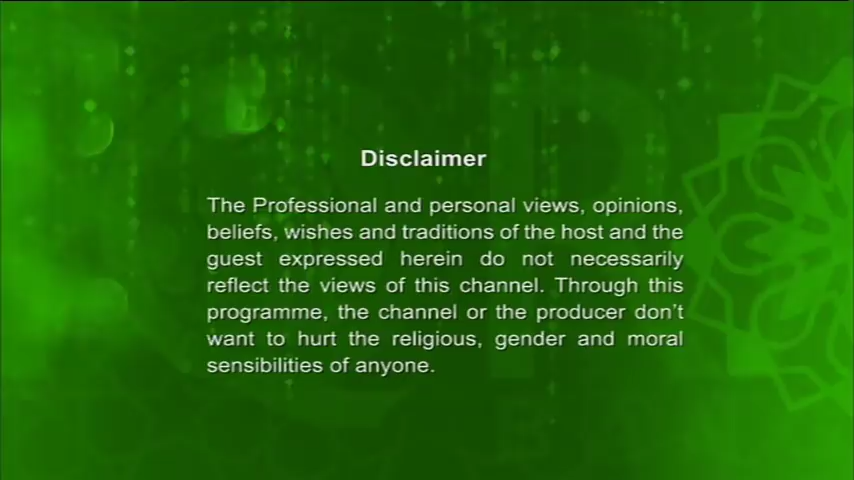 Disclaimer
The Professional and personal views, opinions,
beliefs, wishes and traditions of the host and the
guest expressed herein do not necessarily
reflect the views of this channel. Through this
programme, the channel or the producer don't
want to hurt the religious, gender and moral
sensibilities of anyone.